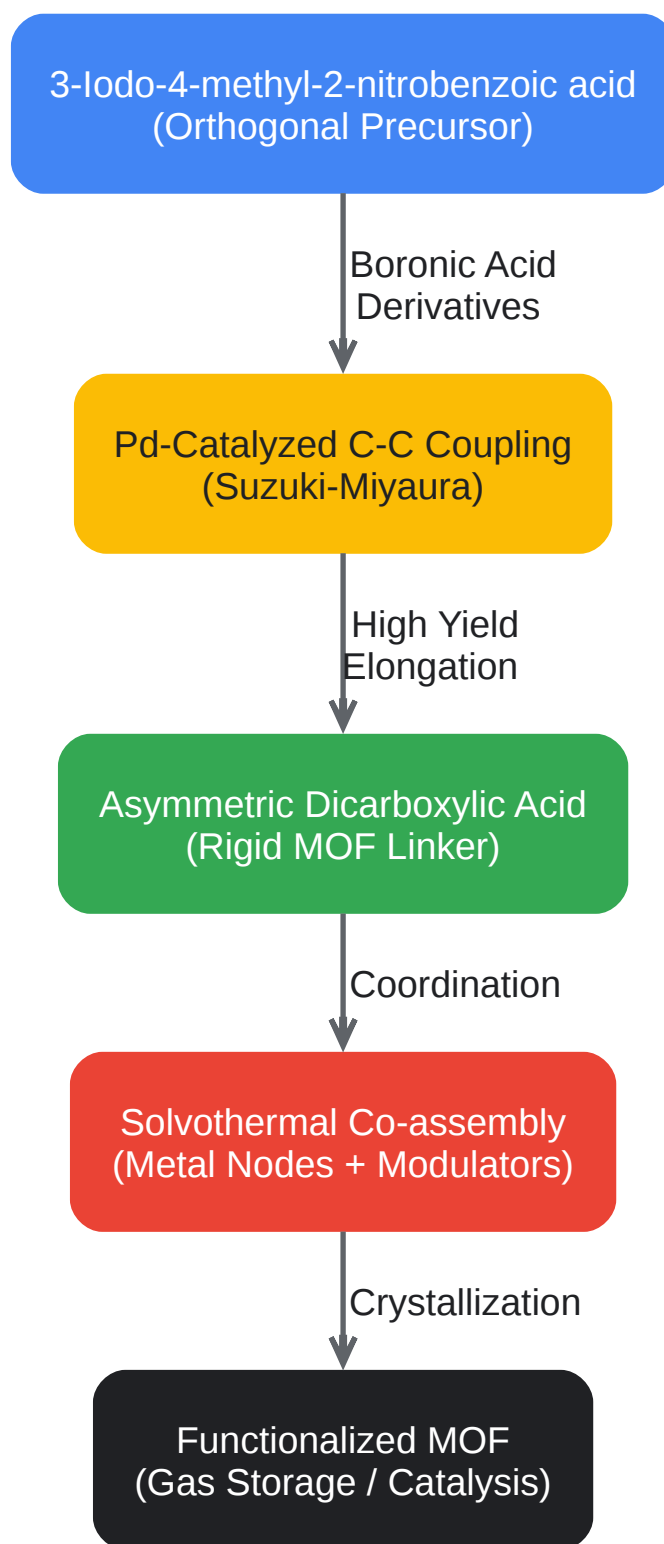 3-Iodo-4-methyl-2-nitrobenzoic acid
(Orthogonal Precursor)
Boronic Acid
Derivatives
Pd-Catalyzed C-C Coupling
(Suzuki-Miyaura)
High Yield
Elongation
Asymmetric Dicarboxylic Acid
(Rigid MOF Linker)
Coordination
Solvothermal Co-assembly
(Metal Nodes + Modulators)
Crystallization
Functionalized MOF
(Gas Storage / Catalysis)